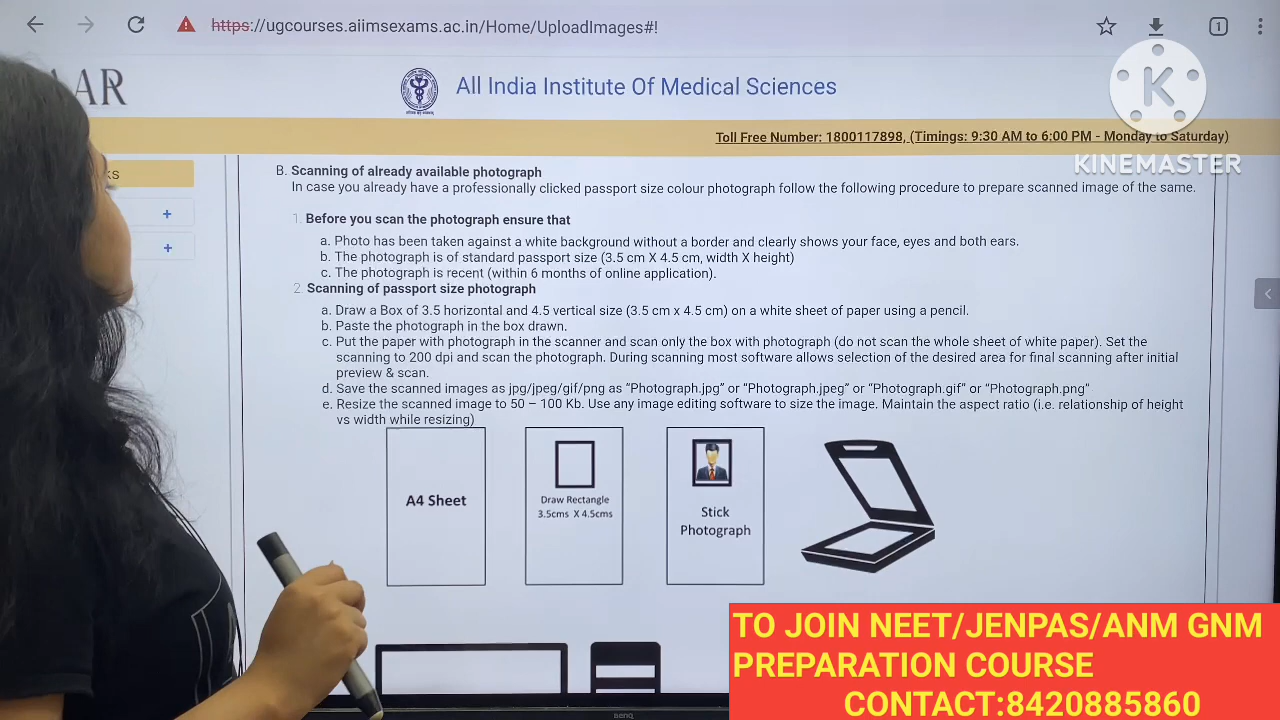 https://ugcourses.aiimsexams.ac.in/Home/UploadImages#!
1
AAR
All India Institute Of Medical Sciences
K
KINEMASTER
Toll Free Number: 1800117898, (Timings: 9:30 AM to 6:00 PM - Monday to Saturday)
ks
+
+
B. Scanning of already available photograph
In case you already have a professionally clicked passport size colour photograph follow the following procedure to prepare scanned image of the same.
1. Before you scan the photograph ensure that
a. Photo has been taken against a white background without a border and clearly shows your face, eyes and both ears.
b. The photograph is of standard passport size (3.5 cm X 4.5 cm, width X height)
c. The photograph is recent (within 6 months of online application).
2. Scanning of passport size photograph
a. Draw a Box of 3.5 horizontal and 4.5 vertical size (3.5 cm x 4.5 cm) on a white sheet of paper using a pencil.
b. Paste the photograph in the box drawn.
c. Put the paper with photograph in the scanner and scan only the box with photograph (do not scan the whole sheet of white paper). Set the
scanning to 200 dpi and scan the photograph. During scanning most software allows selection of the desired area for final scanning after initial
preview & scan.
d. Save the scanned images as jpg/jpeg/gif/png as “Photograph.jpg" or “Photograph.jpeg" or “Photograph.gif" or “Photograph.png"
e. Resize the scanned image to 50 – 100 Kb. Use any image editing software to size the image. Maintain the aspect ratio (i.e. relationship of height
vs width while resizing)
A4 Sheet
Draw Rectangle
3.5cms X 4.5cms
Stick
Photograph
TO JOIN NEET/JENPAS/ANM GNM
PREPARATION COURSE
CONTACT:8420885860
BenQ